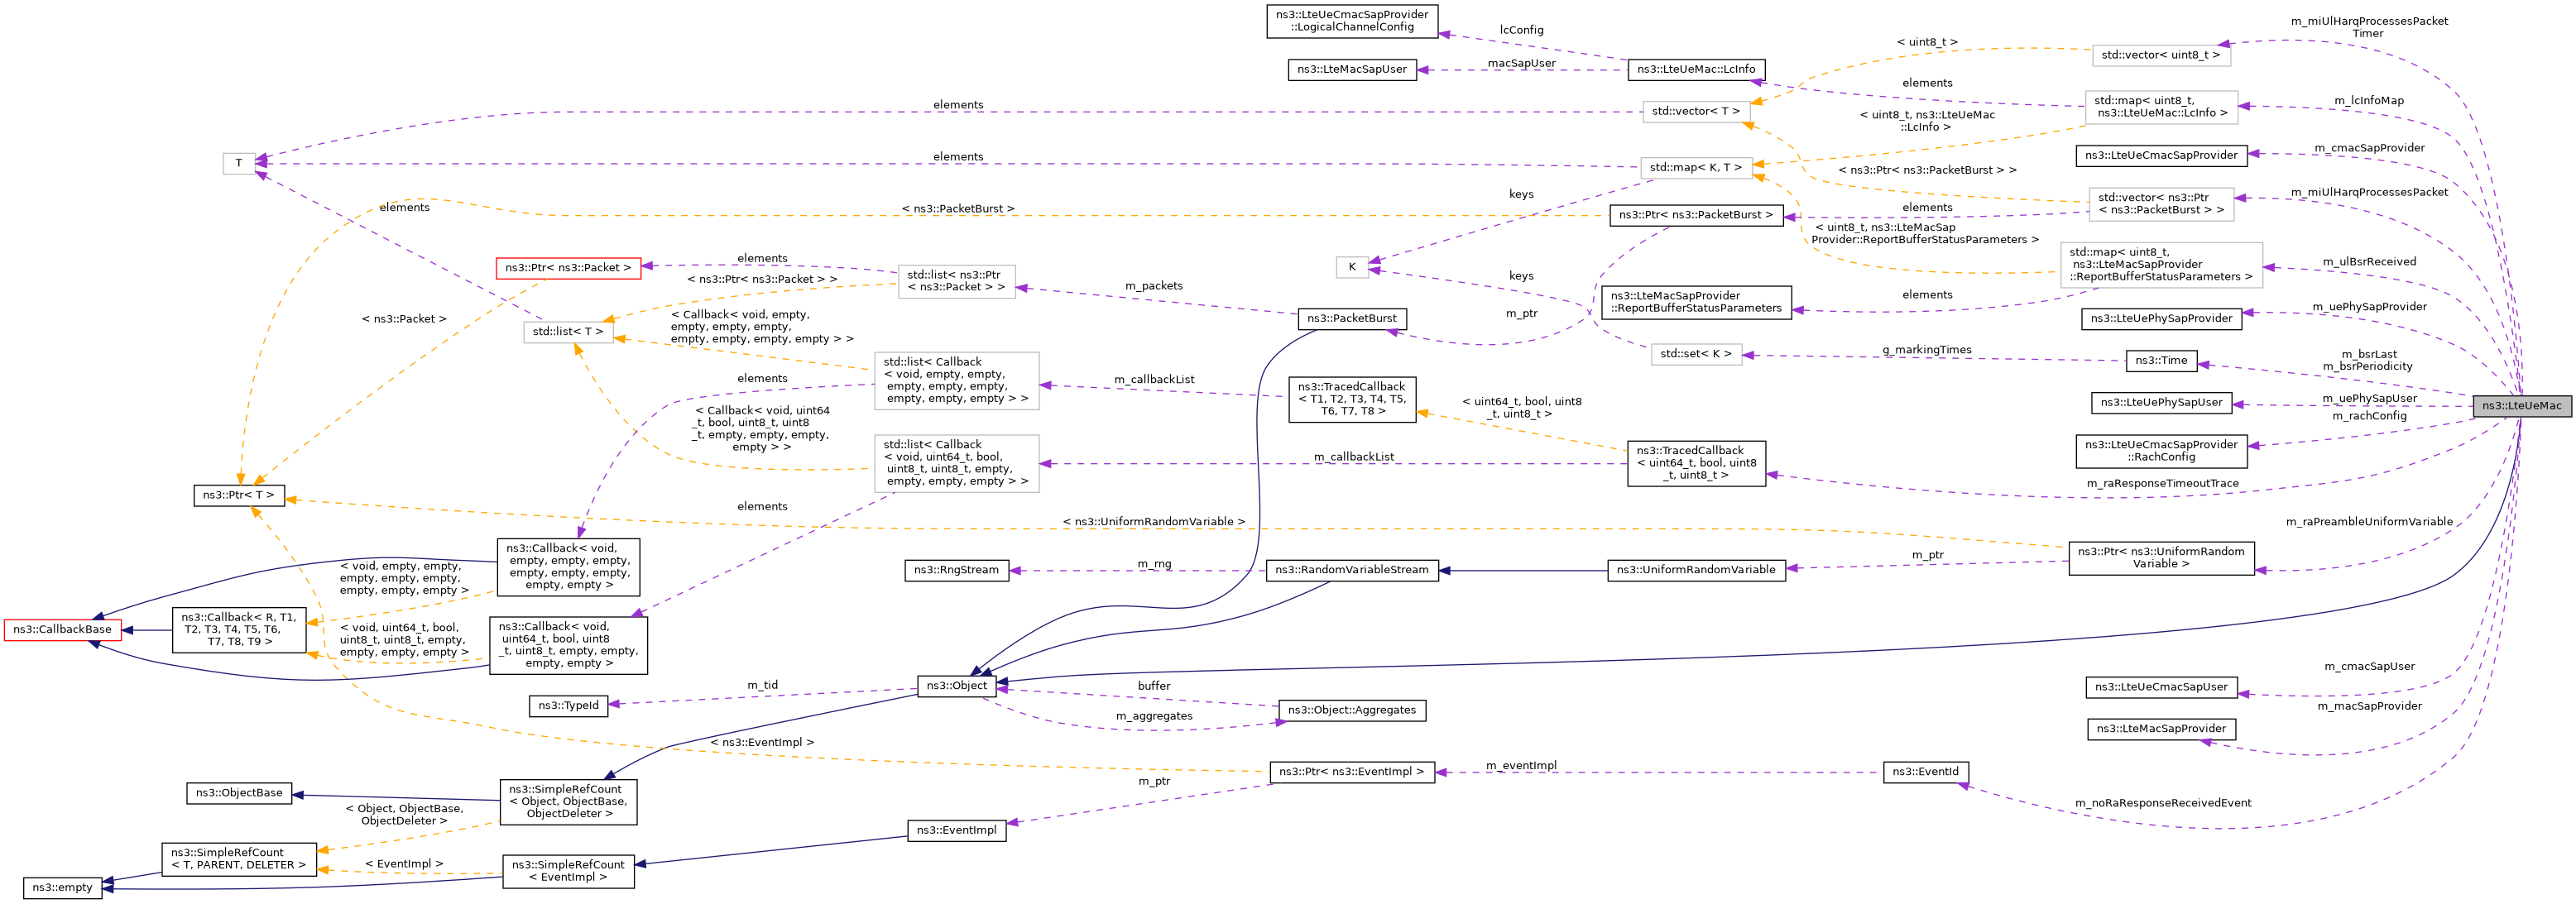 ns3::LteUeCmacSapProvider
::LogicalChannelConfig
lcConfig
m_miUlHarqProcessesPacket
Timer
< uint8_t >
std::vector< uint8_t >
ns3::LteMacSapUser
macSapUser
ns3::LteUeMac::LcInfo
elements
std::map< uint8_t,
ns3::LteUeMac::LcInfo >
m_lcInfoMap
elements
std::vector< T >
< uint8_t, ns3::LteUeMac
::LcInfo >
T
elements
std::map< K, T >
ns3::LteUeCmacSapProvider
m_cmacSapProvider
< ns3::Ptr< ns3::PacketBurst > >
keys
m_miUlHarqProcessesPacket
std::vector< ns3::Ptr
< ns3::PacketBurst > >
elements
< ns3::PacketBurst >
ns3::Ptr< ns3::PacketBurst >
elements
< uint8_t, ns3::LteMacSap
Provider::ReportBufferStatusParameters >
std::map< uint8_t,
ns3::LteMacSapProvider
::ReportBufferStatusParameters >
m_ulBsrReceived
ns3::Ptr< ns3::Packet >
elements
< ns3::Ptr< ns3::Packet > >
std::list< ns3::Ptr
< ns3::Packet > >
m_packets
K
keys
ns3::LteMacSapProvider
::ReportBufferStatusParameters
elements
m_uePhySapProvider
ns3::LteUePhySapProvider
< ns3::Packet >
std::list< T >
< Callback< void, empty,
empty, empty, empty,
empty, empty, empty, empty > >
ns3::PacketBurst
m_ptr
std::set< K >
g_markingTimes
ns3::Time
m_bsrLast
m_bsrPeriodicity
std::list< Callback
< void, empty, empty,
empty, empty, empty,
empty, empty, empty > >
elements
m_callbackList
ns3::TracedCallback
< T1, T2, T3, T4, T5,
T6, T7, T8 >
< uint64_t, bool, uint8
_t, uint8_t >
ns3::LteUePhySapUser
m_uePhySapUser
ns3::LteUeMac
m_rachConfig
< Callback< void, uint64
_t, bool, uint8_t, uint8
_t, empty, empty, empty,
empty > >
std::list< Callback
< void, uint64_t, bool,
uint8_t, uint8_t, empty,
empty, empty, empty > >
m_callbackList
ns3::TracedCallback
< uint64_t, bool, uint8
_t, uint8_t >
ns3::LteUeCmacSapProvider
::RachConfig
m_raResponseTimeoutTrace
ns3::Ptr< T >
elements
< ns3::UniformRandomVariable >
m_raPreambleUniformVariable
ns3::Callback< void,
empty, empty, empty,
empty, empty, empty,
empty, empty >
ns3::RngStream
m_rng
ns3::RandomVariableStream
ns3::UniformRandomVariable
m_ptr
ns3::Ptr< ns3::UniformRandom
Variable >
< void, empty, empty,
empty, empty, empty,
empty, empty, empty >
ns3::CallbackBase
ns3::Callback< R, T1,
T2, T3, T4, T5, T6,
T7, T8, T9 >
< void, uint64_t, bool,
uint8_t, uint8_t, empty,
empty, empty, empty >
ns3::Callback< void,
uint64_t, bool, uint8
_t, uint8_t, empty, empty,
empty, empty >
m_cmacSapUser
ns3::LteUeCmacSapUser
ns3::Object
m_tid
ns3::TypeId
buffer
m_aggregates
ns3::Object::Aggregates
m_macSapProvider
ns3::LteMacSapProvider
< ns3::EventImpl >
ns3::Ptr< ns3::EventImpl >
m_eventImpl
ns3::EventId
m_ptr
m_noRaResponseReceivedEvent
ns3::ObjectBase
ns3::SimpleRefCount
< Object, ObjectBase,
ObjectDeleter >
< Object, ObjectBase,
ObjectDeleter >
ns3::EventImpl
ns3::SimpleRefCount
< T, PARENT, DELETER >
< EventImpl >
ns3::SimpleRefCount
< EventImpl >
ns3::empty